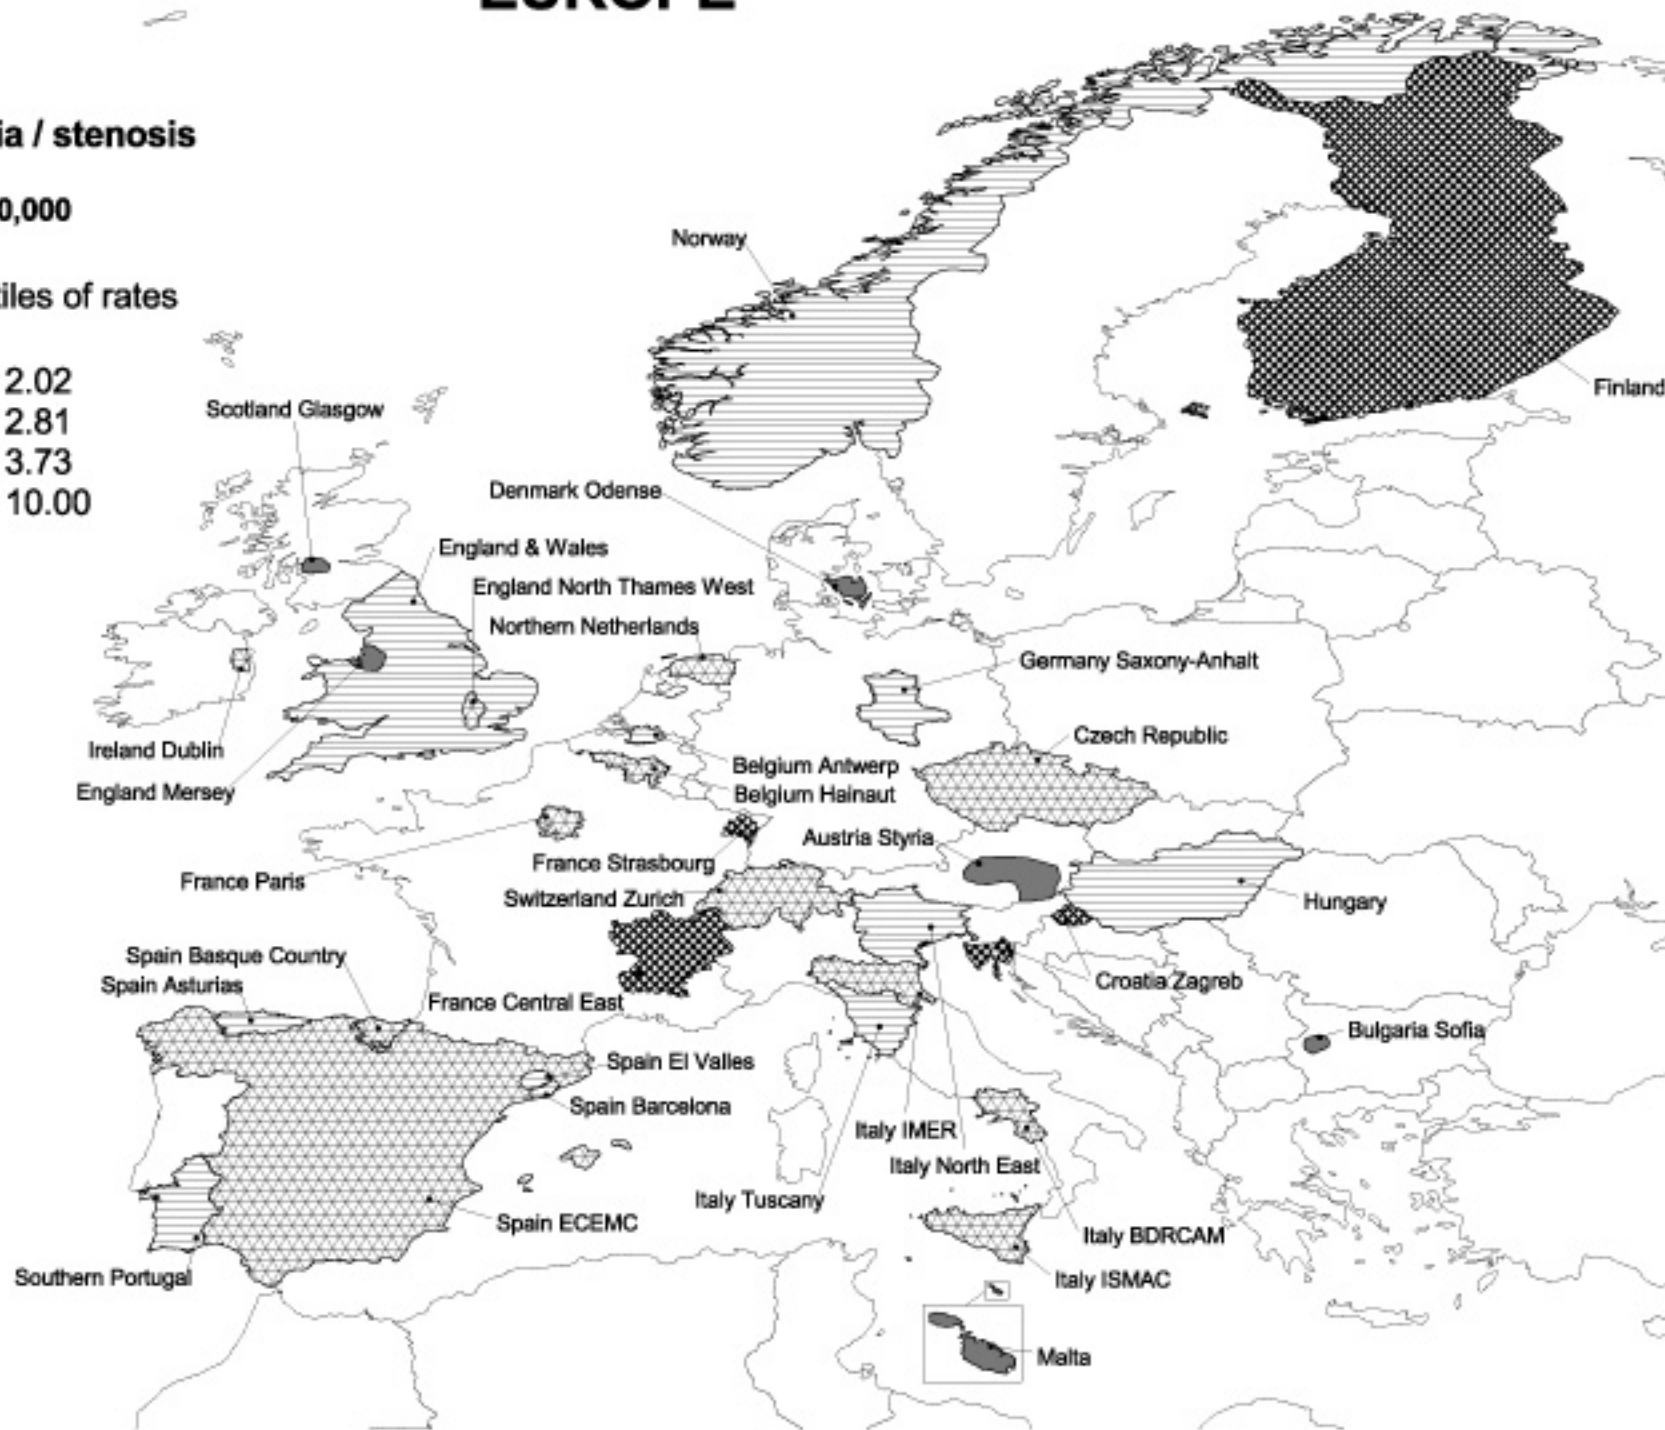 EUROPE
ia / stenosis
0,000
tiles of rates
2.02
2.81
3.73
10.00
Norway
Finland
Scotland Glasgow
Denmark Odense
England & Wales
England North Thames West
Northern Netherlands
Germany Saxony-Anhalt
Ireland Dublin
Czech Republic
England Mersey
Belgium Antwerp
Belgium Hainaut
Austria Styria
France Strasbourg
France Paris
Switzerland Zurich
Hungary
Spain Basque Country
Spain Asturias
France Central East
Croatia Zagreb
Bulgaria Sofia
Spain El Valles
Spain Barcelona
Italy IMER
Italy North East
Italy Tuscany
Spain ECEMC
Italy BDRCAM
Southern Portugal
Italy ISMAC
Malta